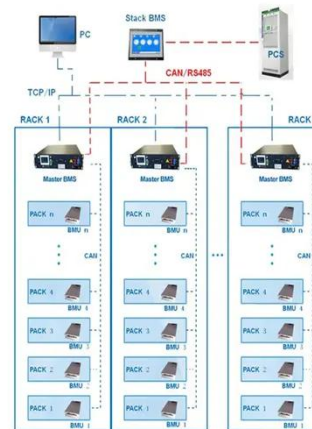 PC
Stack BMS
PCS
CAN/RS485
TCP/IP
RACK 1
RACK 2
RACK
Master BMS
Master BMS
Master BMS
PACK n
BMU n
PACK n
BMU n
PACK n
BMU n
CAN
CAN
CAN
PACK 4
BMU 4
PACK 4
BMU 4
PACK 4
BMU 4
PACK 3
BMU 3
PACK 3
BMU 3
PACK 3
BMU 3
PACK 2
BMU 2
PACK 2
BMU 2
PACK 2
BMU 2
PACK 1
BMU 1
PACK 1
BMU 1
PACK 1
BMU 1